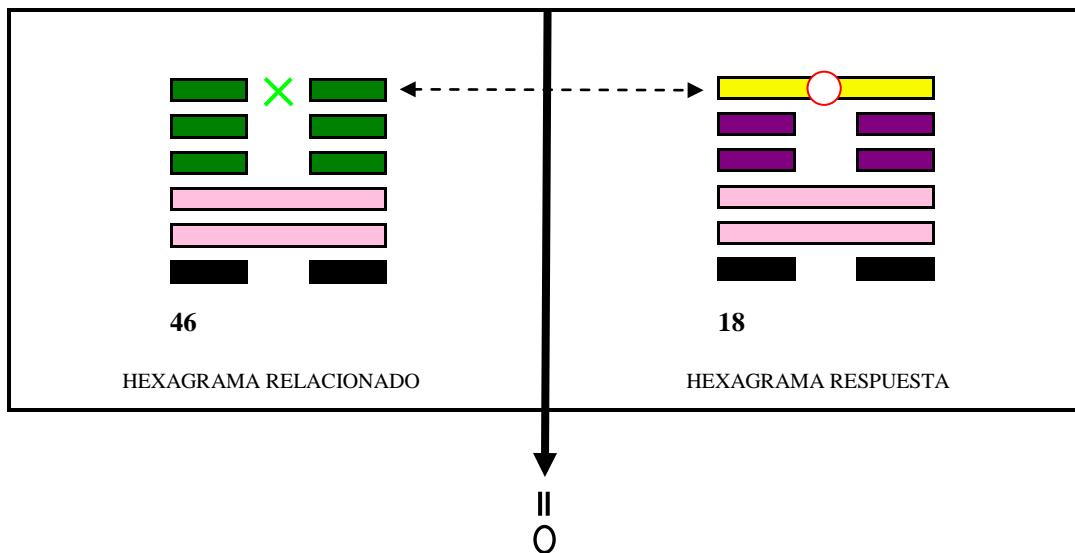 46
18
HEXAGRAMA RELACIONADO
HEXAGRAMA RESPUESTA
=
O